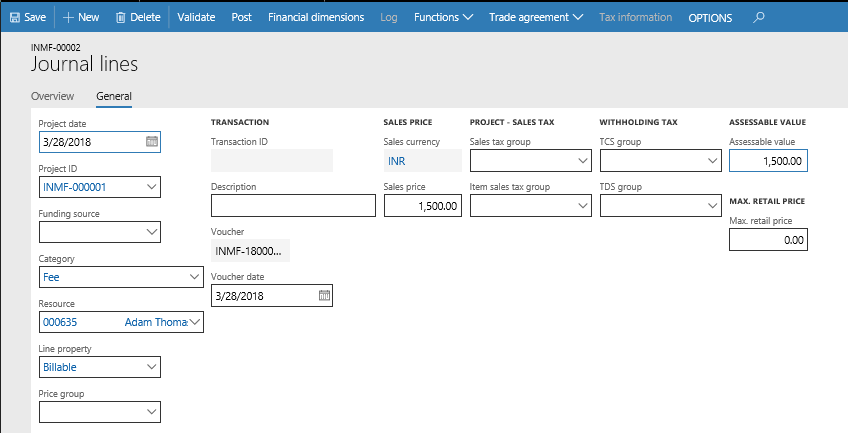 Save New Delete Validate Post Financial dimensions Log Functions Trade agreement Tax information OPTIONS
INMF-00002
Journal lines
Overview General
Project date
3/28/2018
Project ID
INMF-000001
Funding source
Category
Fee
Resource
000635 Adam Thoma
Line property
Billable
Price group
TRANSACTION
Transaction ID
Description
Voucher
INMF-18000...
Voucher date
3/28/2018
SALES PRICE
Sales currency
INR
Sales price
1,500.00
PROJECT - SALES TAX
Sales tax group
Item sales tax group
WITHHOLDING TAX
TCS group
TDS group
ASSESSABLE VALUE
Assessable value
1,500.00
MAX. RETAIL PRICE
Max. retail price
0.00